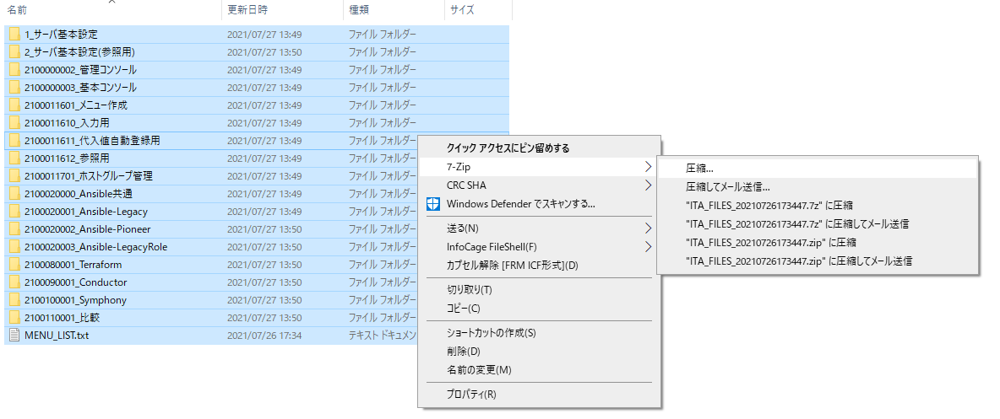 名前 更新日時 種類 サイズ
1_サーバ基本設定 2021/07/27 13:49 ファイル フォルダー
2_サーバ基本設定(参照用) 2021/07/27 13:50 ファイル フォルダー
2100000002_管理コンソール 2021/07/27 13:49 ファイル フォルダー
2100000003_基本コンソール 2021/07/27 13:49 ファイル フォルダー
2100011601_メニュー作成 2021/07/27 13:49 ファイル フォルダー
2100011610_入力用 2021/07/27 13:49 ファイル フォルダー
2100011611_代入値自動登録用 2021/07/27 13:49 ファイル フォルダー
2100011612_参照用 2021/07/27 13:49 ファイル フォルダー
2100011701_ホストグループ管理 2021/07/27 13:49 ファイル フォルダー
2100020000_Ansible共通 2021/07/27 13:50 ファイル フォルダー
2100020001_Ansible-Legacy 2021/07/27 13:49 ファイル フォルダー
2100020002_Ansible-Pioneer 2021/07/27 13:50 ファイル フォルダー
2100020003_Ansible-LegacyRole 2021/07/27 13:50 ファイル フォルダー
2100080001_Terraform 2021/07/27 13:50 ファイル フォルダー
2100090001_Conductor 2021/07/27 13:50 ファイル フォルダー
2100100001_Symphony 2021/07/27 13:50 ファイル フォルダー
2100110001_比較 2021/07/27 13:50 ファイル フォルダー
MENU_LIST.txt 2021/07/26 17:34 テキスト ドキュメン
クイック アクセスにピン留めする
7-Zip
CRC SHA
Windows Defender でスキャンする...
送る(N)
InfoCage FileShell(F)
カプセル解除 [FRM ICF形式](D)
切り取り(T)
コピー(C)
ショートカットの作成(S)
削除(D)
名前の変更(M)
プロパティ(R)
圧縮...
圧縮してメール送信...
"ITA_FILES_20210726173447.7z" に圧縮
"ITA_FILES_20210726173447.7z" に圧縮してメール送信
"ITA_FILES_20210726173447.zip" に圧縮
"ITA_FILES_20210726173447.zip" に圧縮してメール送信